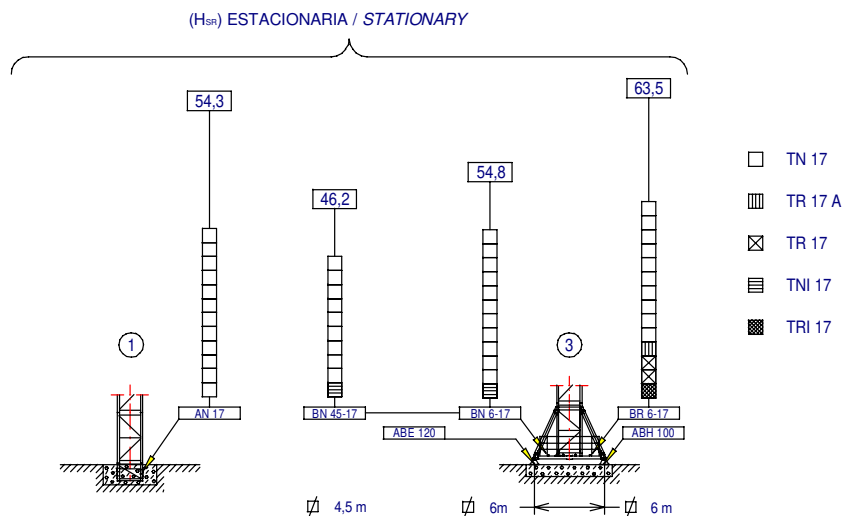 (HSR) ESTACIONARIA / STATIONARY
54,3
46,2
54,8
63,5
TN 17
TR 17 A
TR 17
TNI 17
TRI 17
1
3
AN 17
BN 45-17
BN 6-17
BR 6-17
ABE 120
ABH 100
4,5 m
6m
6 m